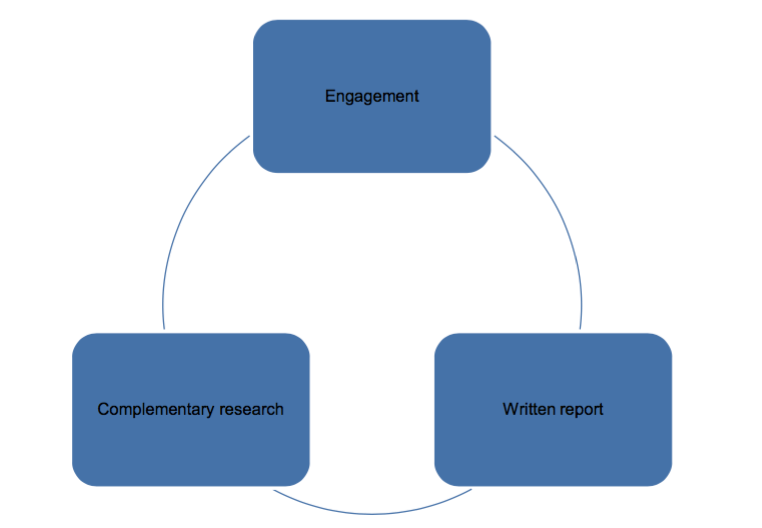 Engagement
Complementary research
Written report